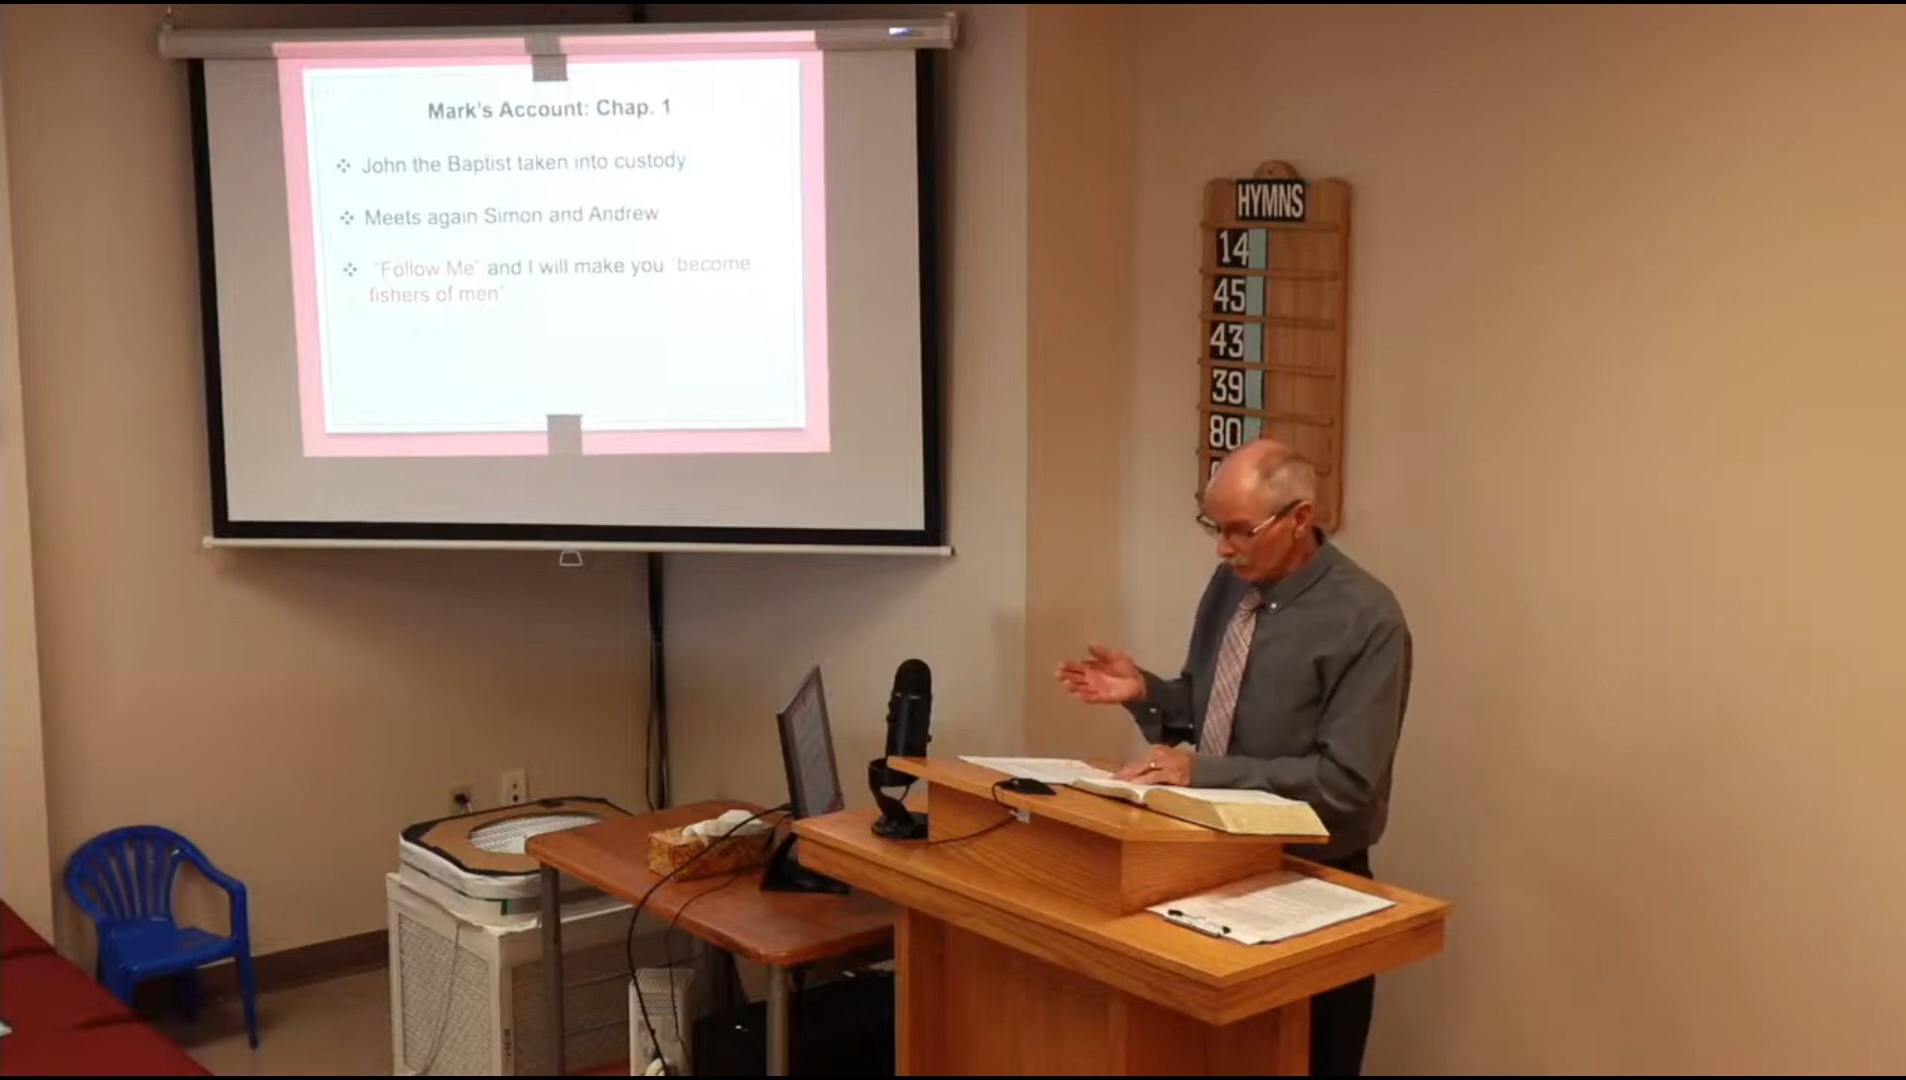 Mark's Account: Chap. 1
❖ John the Baptist taken into custody
❖ Meets again Simon and Andrew
❖ "Follow Me" and I will make you "become
fishers of men"
HYMNS
14
45
43
39
80